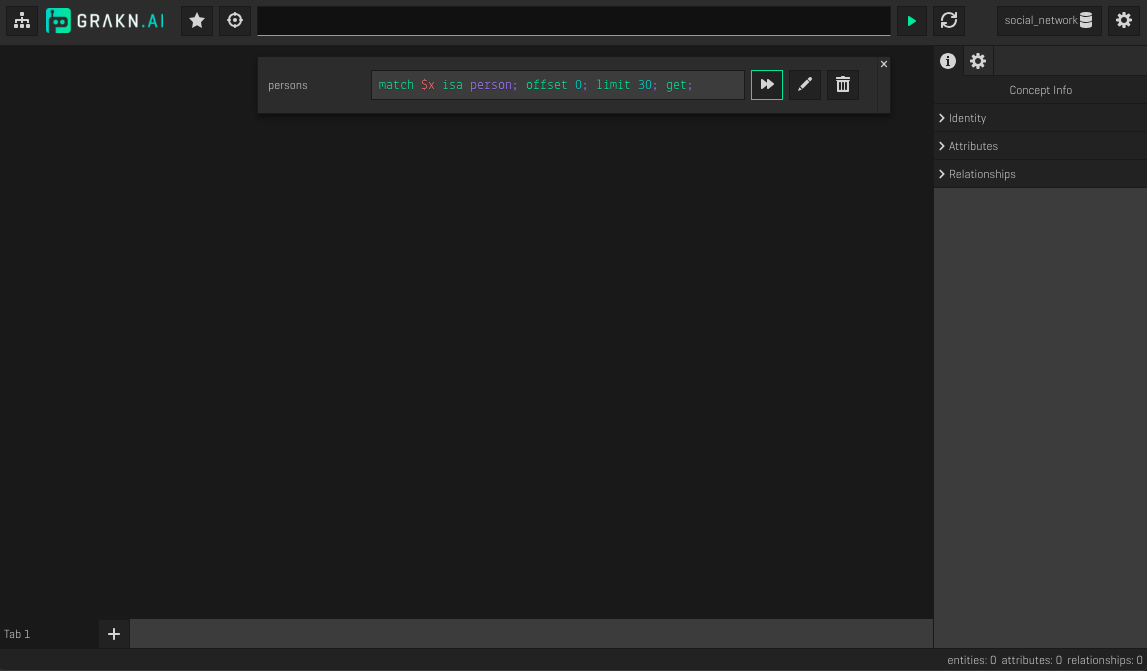 GRAKN.AI
social_network
persons
match $x isa person; offset 0; limit 30; get;
Concept Info
Identity
Attributes
Relationships
Tab 1
entities: 0 attributes: 0 relationships: 0